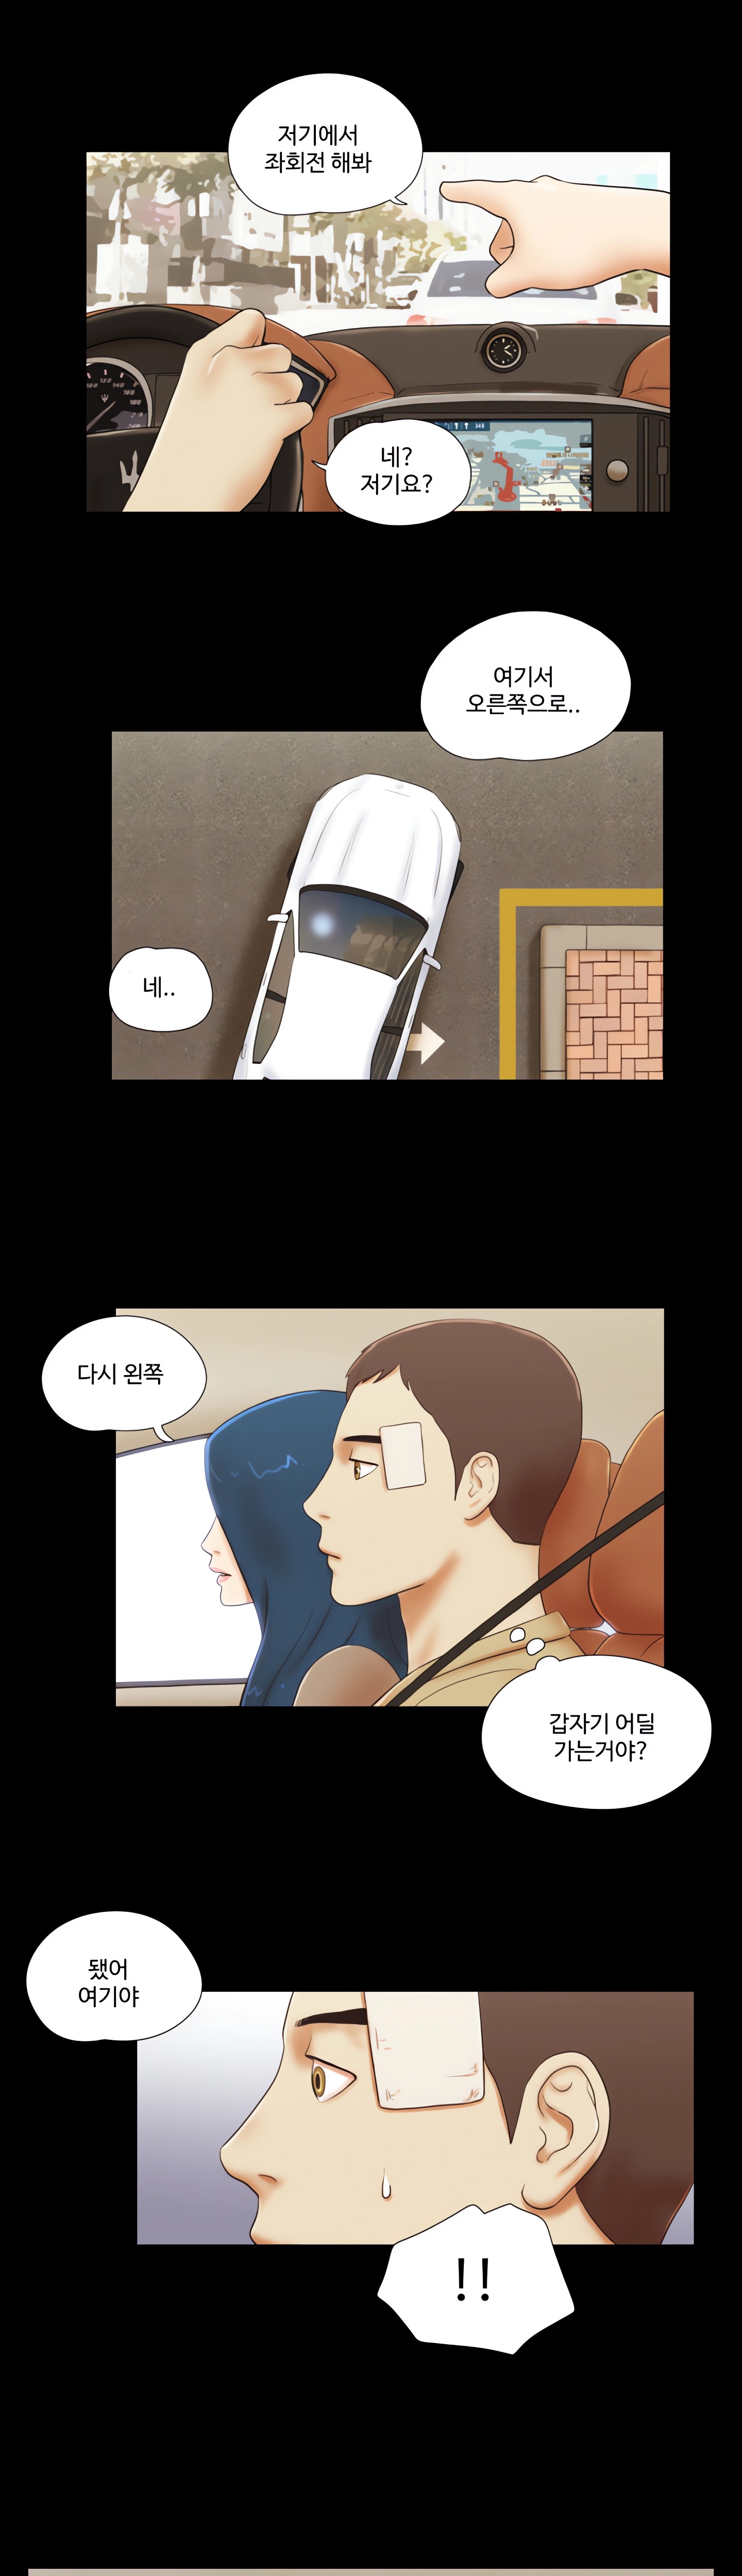 저기에서
좌회전 해봐
네?
저기요?
여기서
오른쪽으로..
네..
다시 왼쪽
갑자기 어딜
가는거야?
됐어
여기야
!!